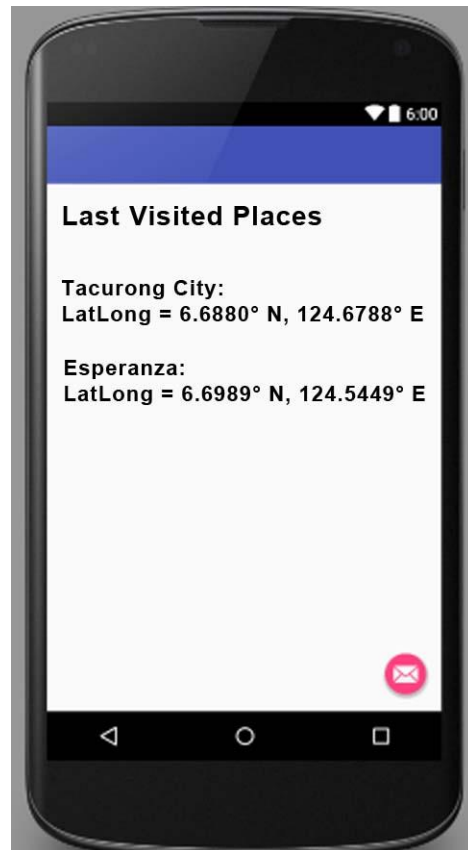 6:00
Last Visited Places
Tacurong City:
LatLong = 6.6880° N, 124.6788° E
Esperanza:
LatLong = 6.6989° N, 124.5449° E